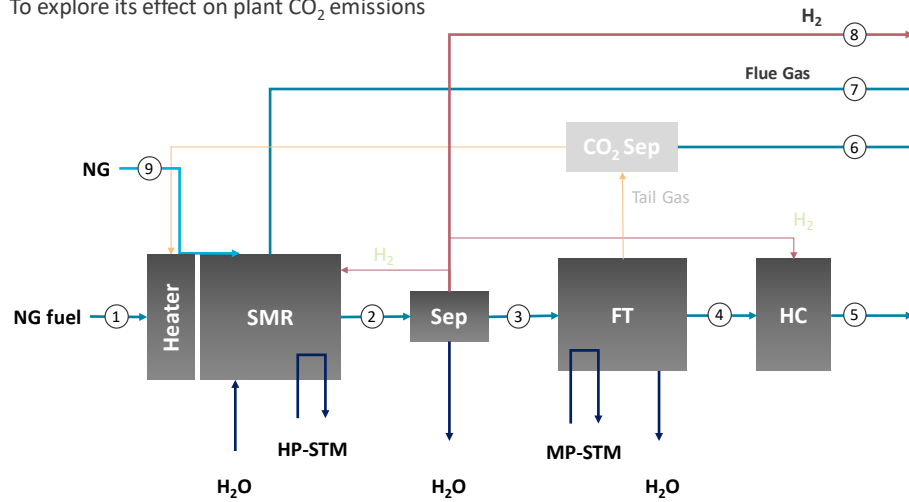 To explore its effect on plant CO₂ emissions
H₂
8
Flue Gas
7
CO₂ Sep
6
NG
9
Tail Gas
H₂
H₂
NG fuel
1
Heater
SMR
2
Sep
3
FT
4
HC
5
HP-STM
MP-STM
H₂O
H₂O
H₂O